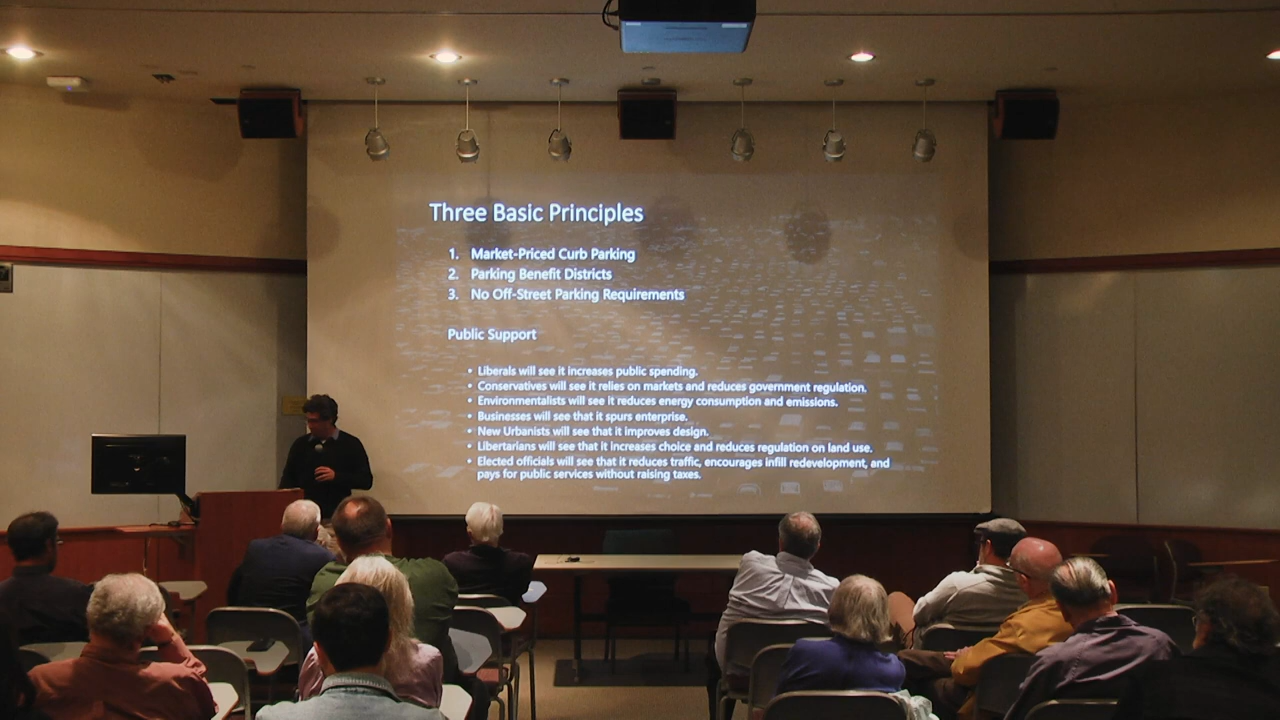 Three Basic Principles
1. Market-Priced Curb Parking
2. Parking Benefit Districts
3. No Off-Street Parking Requirements
Public Support
• Liberals will see it increases public spending.
• Conservatives will see it relies on markets and reduces government regulation.
• Environmentalists will see it reduces energy consumption and emissions.
• Businesses will see that it spurs enterprise.
• New Urbanists will see that it improves design.
• Libertarians will see that it increases choice and reduces regulation on land use.
• Elected officials will see that it reduces traffic, encourages infill redevelopment, and
pays for public services without raising taxes.